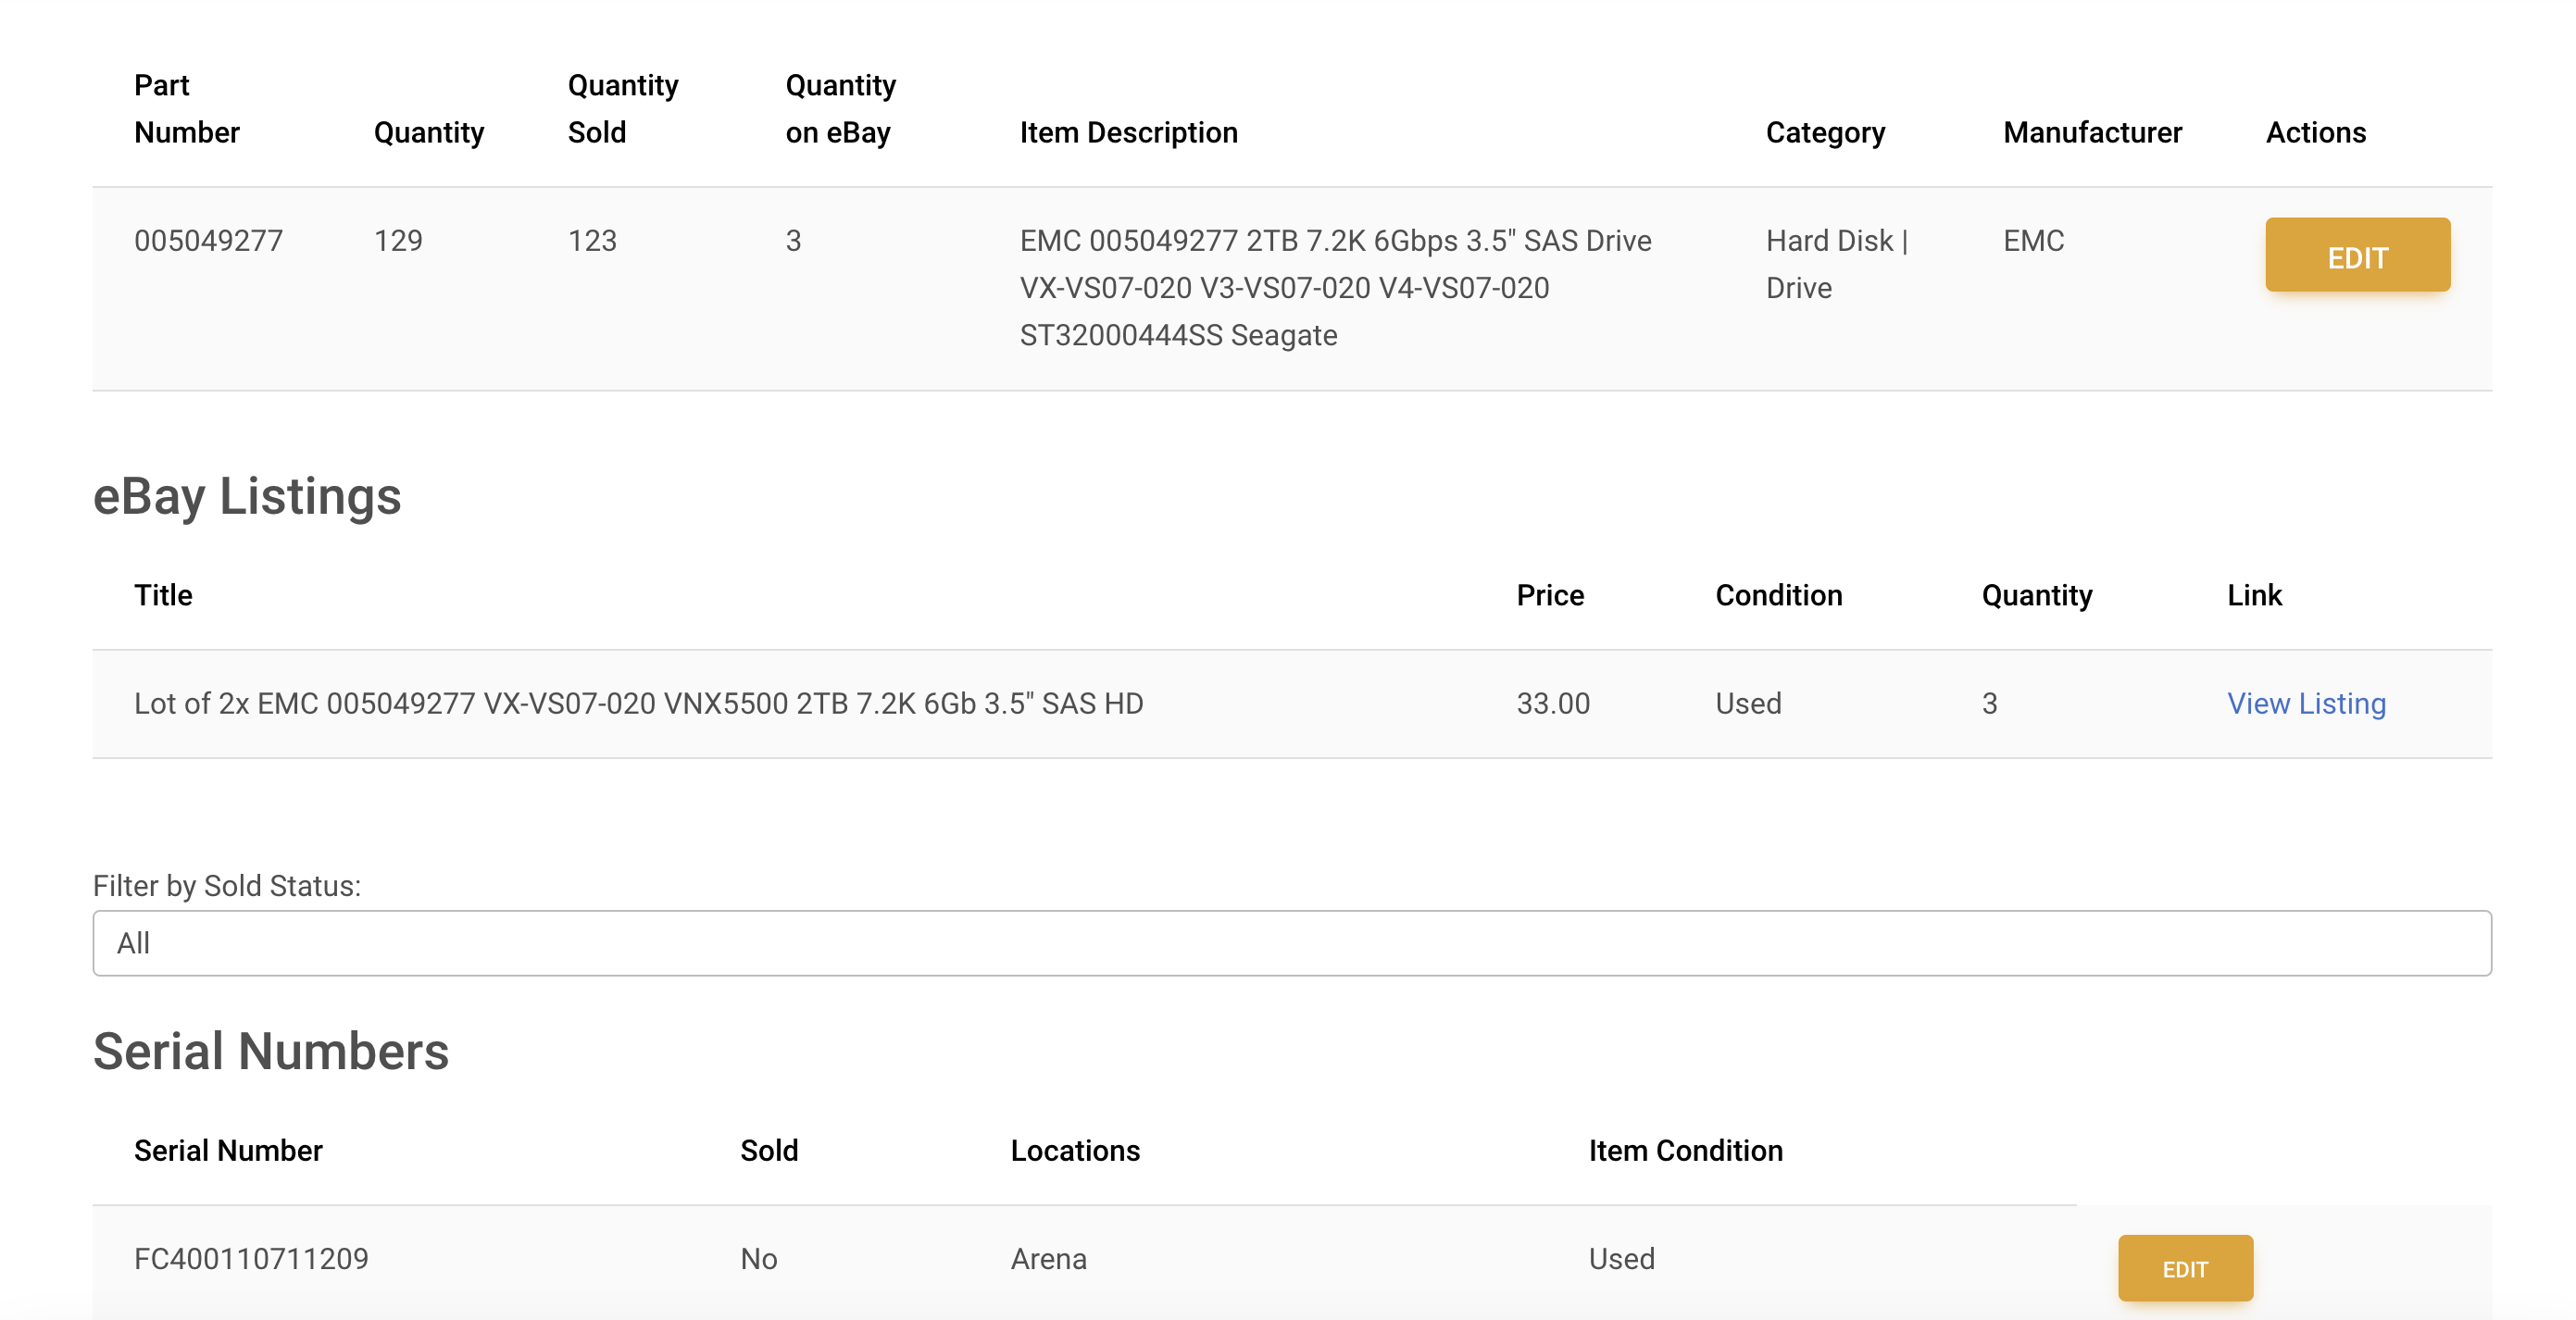 Part Number	Quantity	Quantity Sold	Quantity on eBay	Item Description	Category	Manufacturer	Actions
005049277	129	123	3	EMC 005049277 2TB 7.2K 6Gbps 3.5" SAS Drive	Hard Disk |	EMC	EDIT
VX-VS07-020 V3-VS07-020 V4-VS07-020	Drive
ST32000444SS Seagate
eBay Listings
Title	Price	Condition	Quantity	Link
Lot of 2x EMC 005049277 VX-VS07-020 VNX5500 2TB 7.2K 6Gb 3.5" SAS HD	33.00	Used	3	View Listing
Filter by Sold Status:
All
Serial Numbers
Serial Number	Sold	Locations	Item Condition
FC400110711209	No	Arena	Used	EDIT